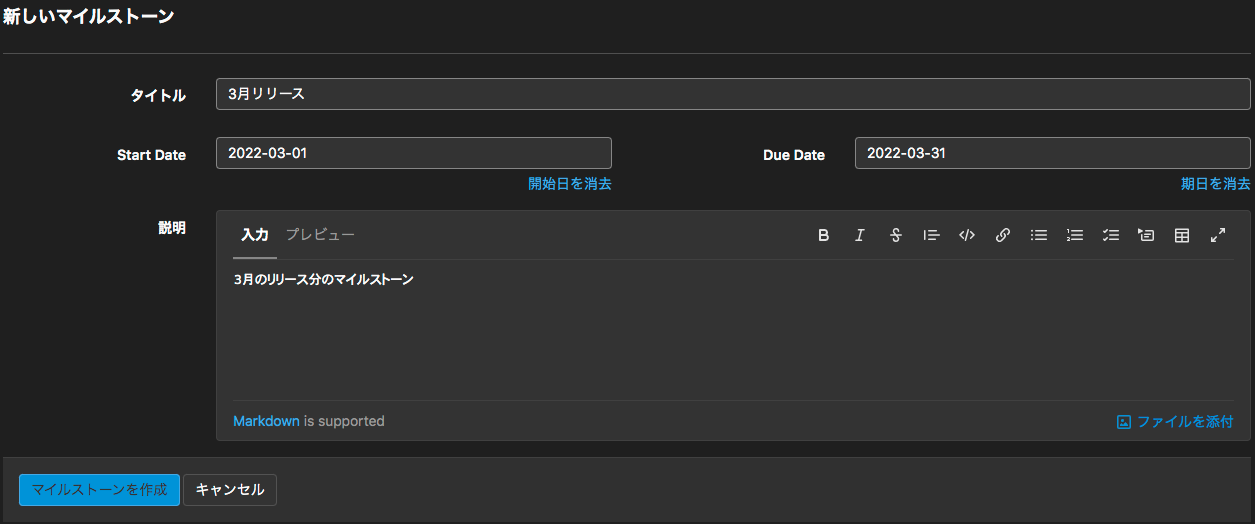 新しいマイルストーン
タイトル 3月リリース
Start Date 2022-03-01 Due Date 2022-03-31
開始日を消去 期日を消去
説明 入力 プレビュー
3月のリリース分のマイルストーン
Markdown is supported ファイルを添付
マイルストーンを作成 キャンセル